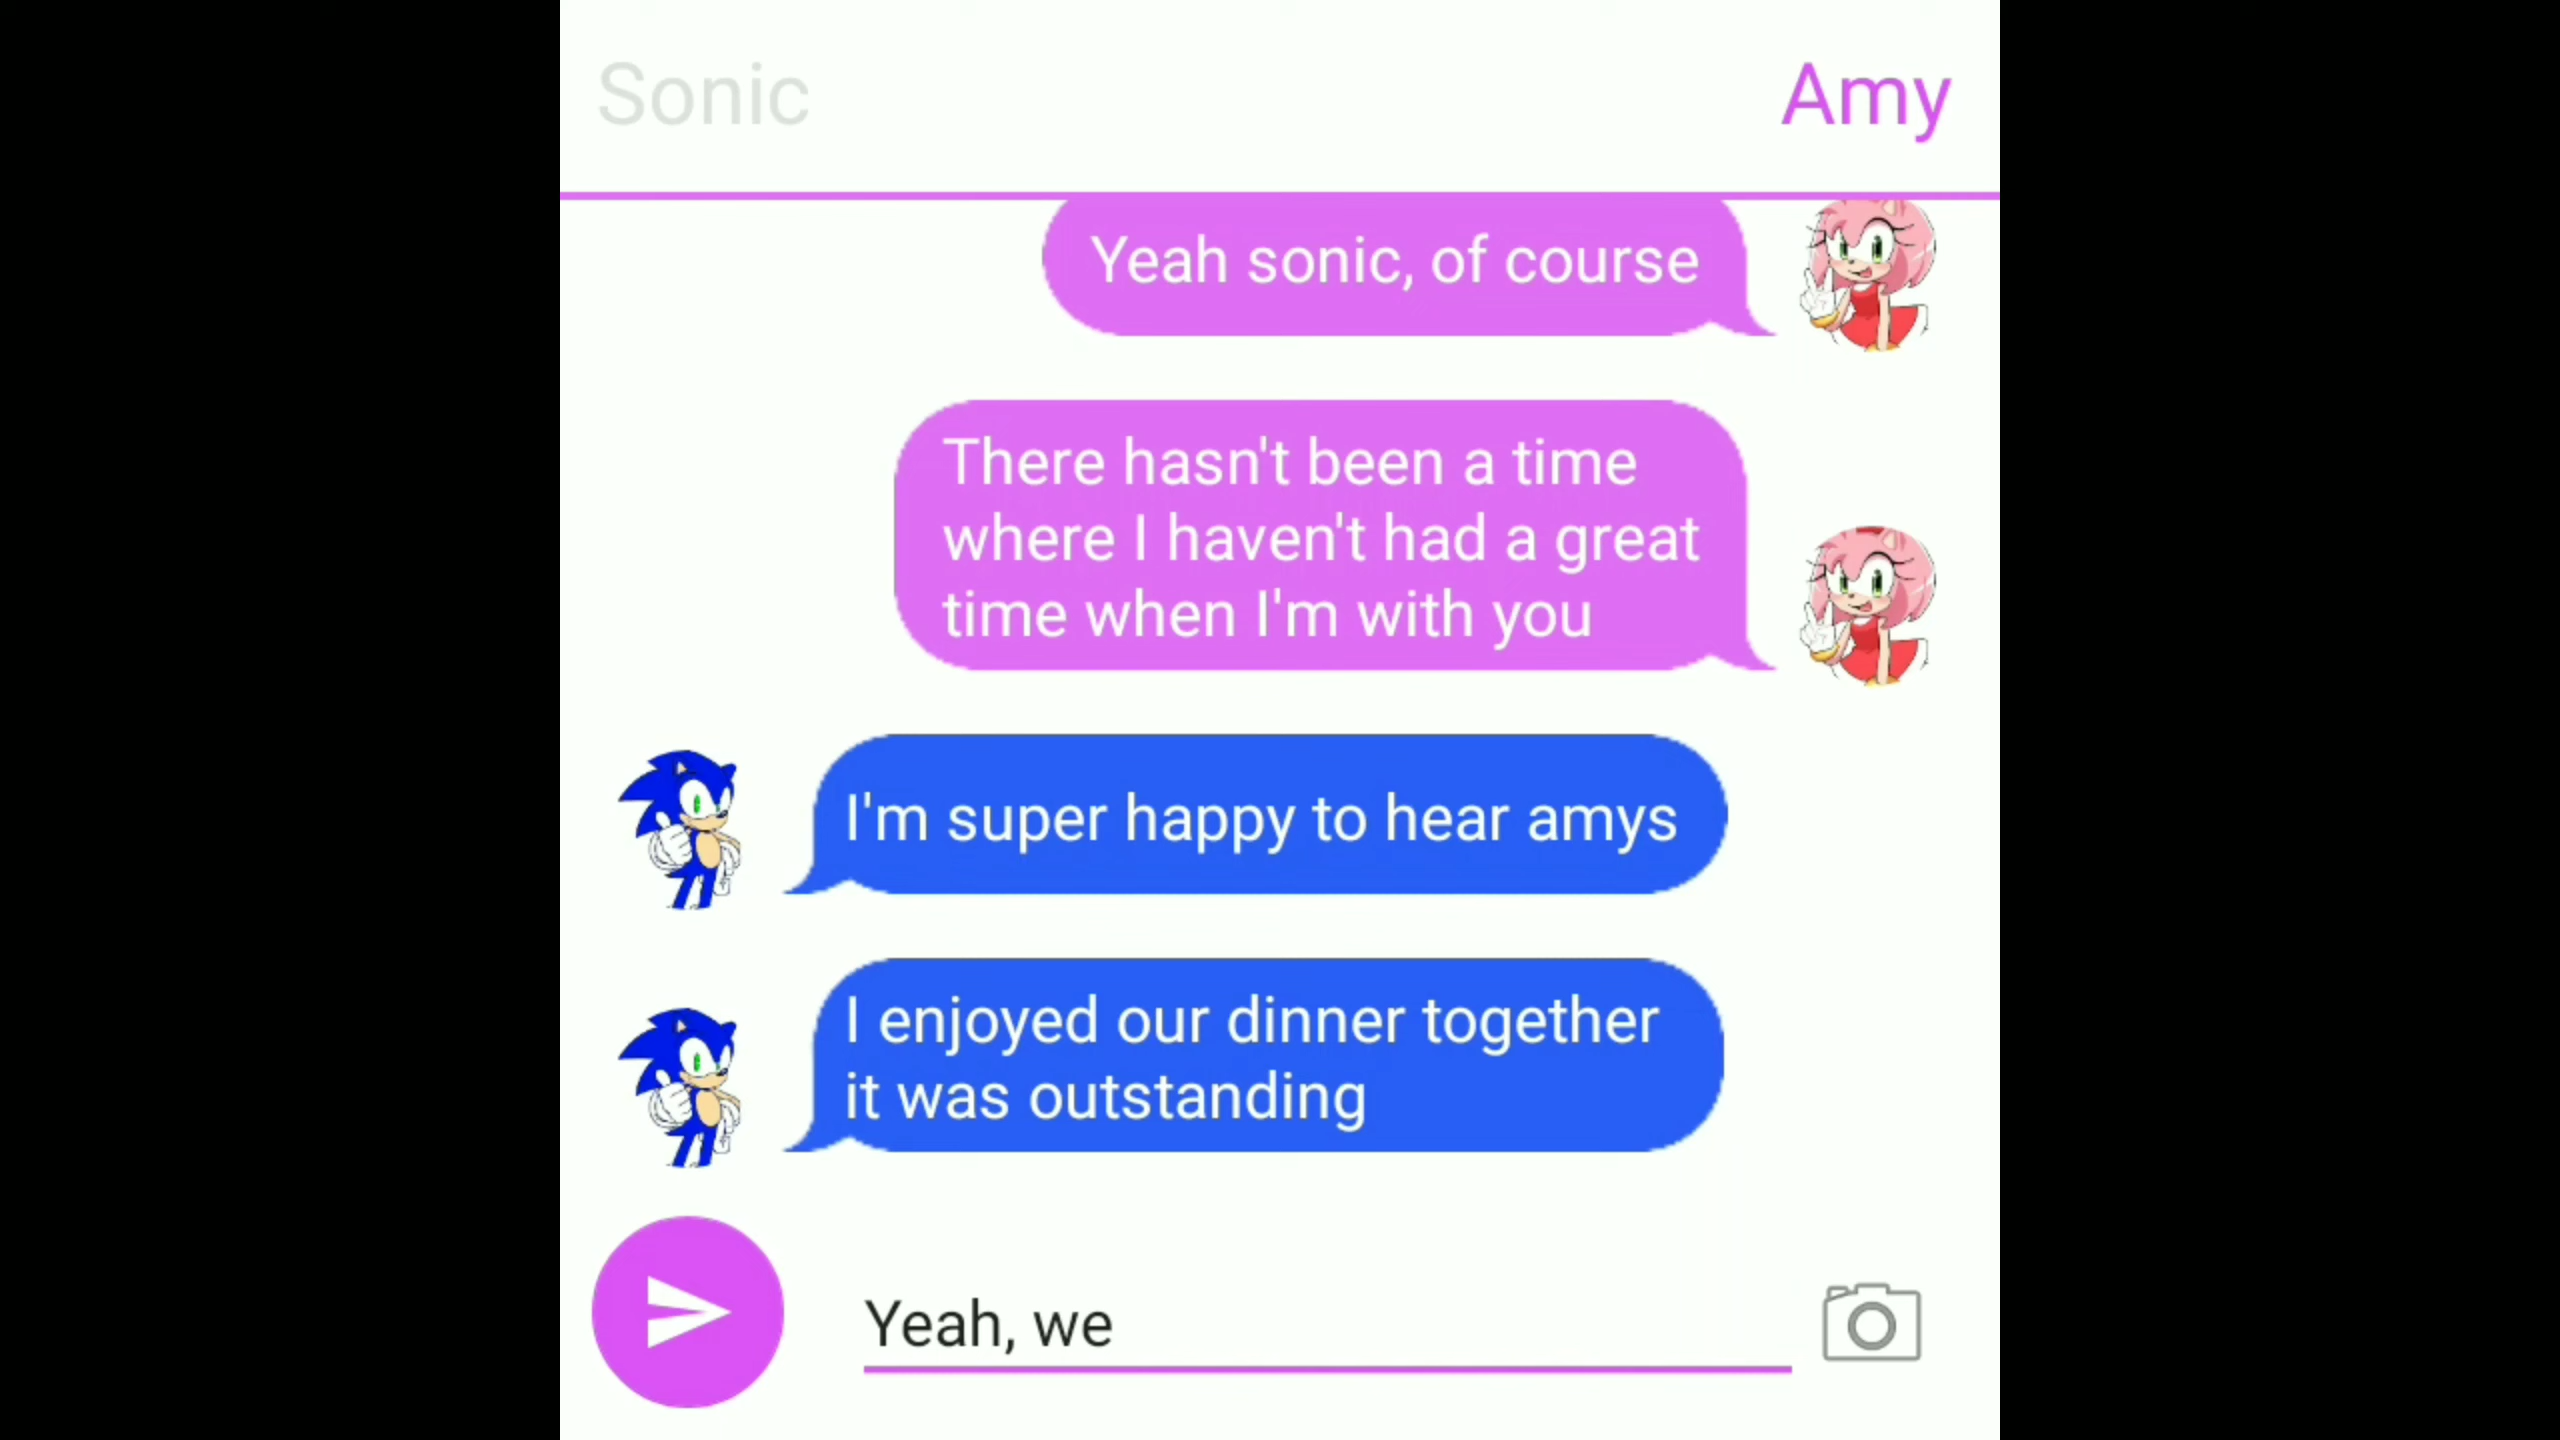 Sonic
Amy
Yeah sonic, of course
There hasn't been a time
where I haven't had a great
time when I'm with you
I'm super happy to hear amys
I enjoyed our dinner together
it was outstanding
Yeah, we